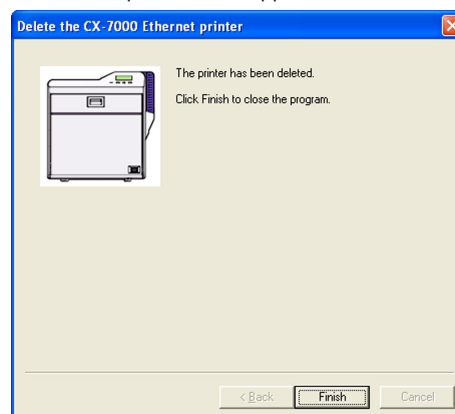 Delete the CX-7000 Ethernet printer
The printer has been deleted.
Click Finish to close the program.
< Back Finish Cancel